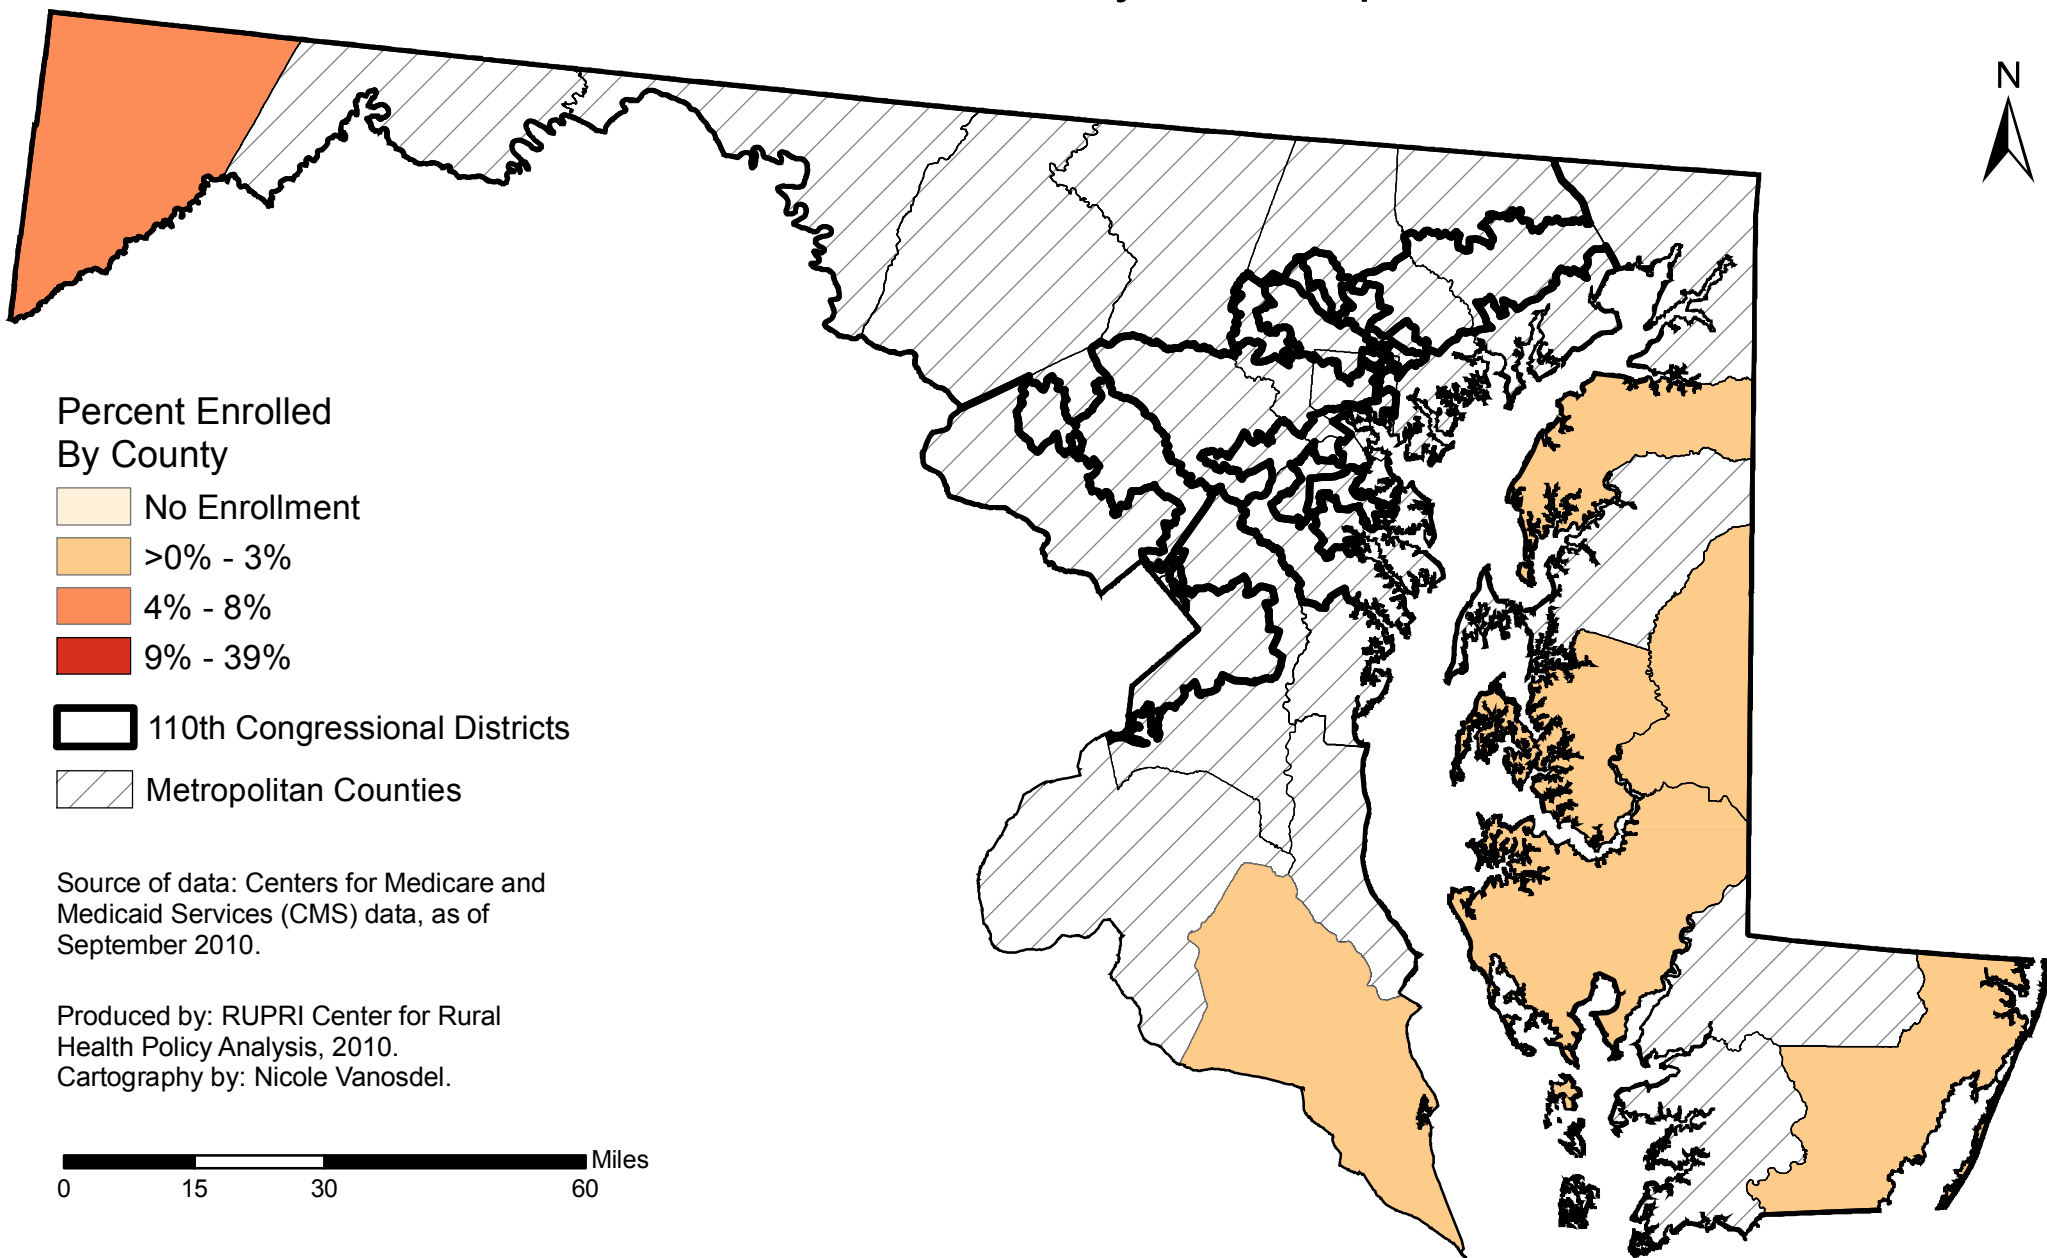 N
Percent Enrolled
By County
No Enrollment
>0% - 3%
4% - 8%
9% - 39%
110th Congressional Districts
Metropolitan Counties
Source of data: Centers for Medicare and
Medicaid Services (CMS) data, as of
September 2010.
Produced by: RUPRI Center for Rural
Health Policy Analysis, 2010.
Cartography by: Nicole Vanosdel.
Miles
0 15 30 60